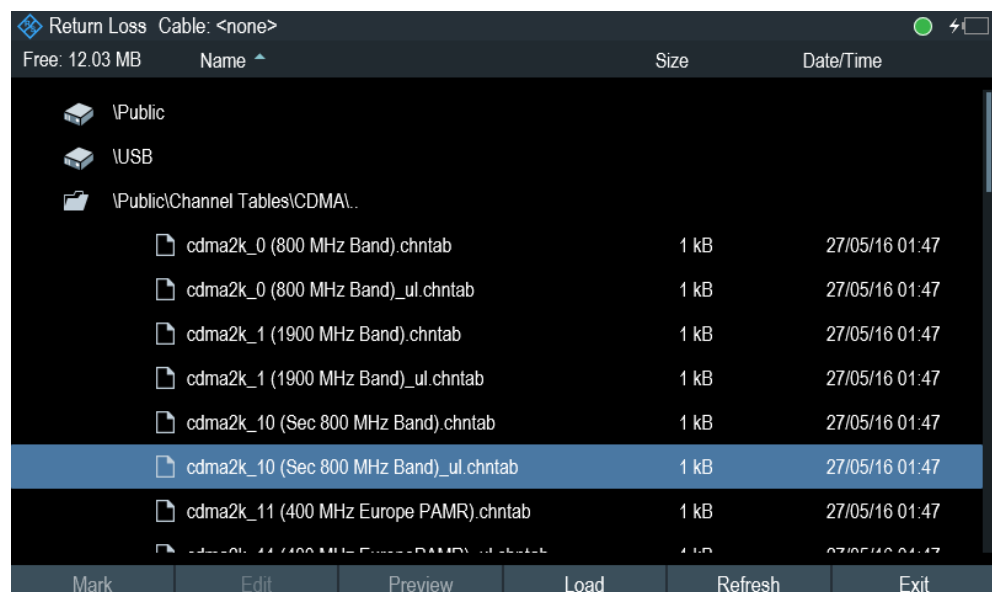 Return Loss Cable: <none>
Free: 12.03 MB Name Size Date/Time
\Public
\USB
\Public\Channel Tables\CDMA\..
cdma2k_0 (800 MHz Band).chntab 1 kB 27/05/16 01:47
cdma2k_0 (800 MHz Band)_ul.chntab 1 kB 27/05/16 01:47
cdma2k_1 (1900 MHz Band).chntab 1 kB 27/05/16 01:47
cdma2k_1 (1900 MHz Band)_ul.chntab 1 kB 27/05/16 01:47
cdma2k_10 (Sec 800 MHz Band).chntab 1 kB 27/05/16 01:47
cdma2k_10 (Sec 800 MHz Band)_ul.chntab 1 kB 27/05/16 01:47
cdma2k_11 (400 MHz Europe PAMR).chntab 1 kB 27/05/16 01:47
Mark Edit Preview Load Refresh Exit